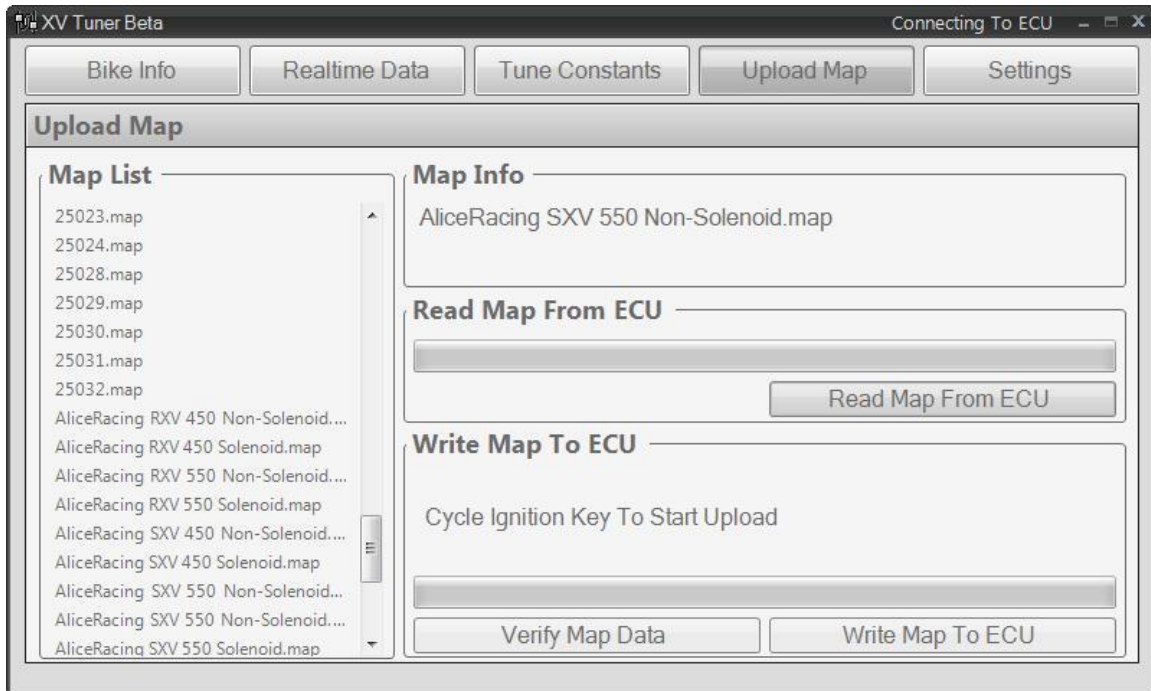 XV Tuner Beta
Connecting To ECU
Bike Info
Realtime Data
Tune Constants
Upload Map
Settings
Upload Map
Map List
25023.map
25024.map
25028.map
25029.map
25030.map
25031.map
25032.map
AliceRacing RXV 450 Non-Solenoid....
AliceRacing RXV 450 Solenoid.map
AliceRacing RXV 550 Non-Solenoid....
AliceRacing RXV 550 Solenoid.map
AliceRacing SXV 450 Non-Solenoid....
AliceRacing SXV 450 Solenoid.map
AliceRacing SXV 550 Non-Solenoid...
AliceRacing SXV 550 Non-Solenoid....
AliceRacing SXV 550 Solenoid.map
Map Info
AliceRacing SXV 550 Non-Solenoid.map
Read Map From ECU
Read Map From ECU
Write Map To ECU
Cycle Ignition Key To Start Upload
Verify Map Data
Write Map To ECU